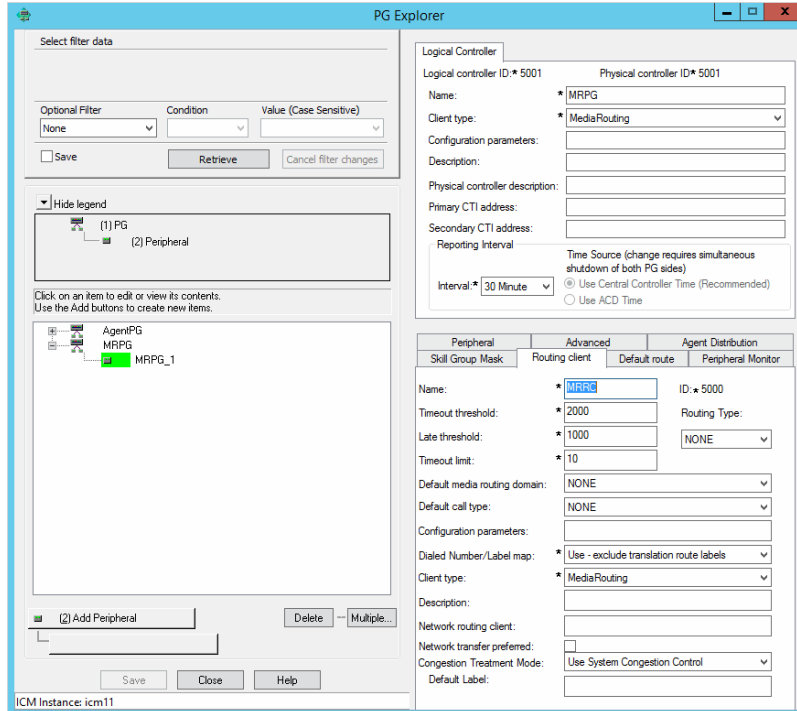 PG Explorer
Select filter data
Optional Filter Condition Value (Case Sensitive)
None
Save Retrieve Cancel filter changes
Hide legend
(1) PG
(2) Peripheral
Click on an item to edit or view its contents.
Use the Add buttons to create new items.
AgentPG
MRPG
MRPG_1
(2) Add Peripheral Delete Multiple...
Save Close Help
ICM Instance: icm11
Logical Controller
Logical controller ID:* 5001 Physical controller ID* 5001
Name: * MRPG
Client type: * MediaRouting
Configuration parameters:
Description:
Physical controller description:
Primary CTI address:
Secondary CTI address:
Reporting Interval
Time Source (change requires simultaneous
shutdown of both PG sides)
Interval:* 30 Minute Use Central Controller Time (Recommended)
Use ACD Time
Peripheral Advanced Agent Distribution
Skill Group Mask Routing client Default route Peripheral Monitor
Name: * MRRC ID:* 5000
Timeout threshold: * 2000 Routing Type:
Late threshold: * 1000 NONE
Timeout limit: * 10
Default media routing domain: NONE
Default call type: NONE
Configuration parameters:
Dialed Number/Label map: * Use - exclude translation route labels
Client type: * MediaRouting
Description:
Network routing client:
Network transfer preferred:
Congestion Treatment Mode: Use System Congestion Control
Default Label: